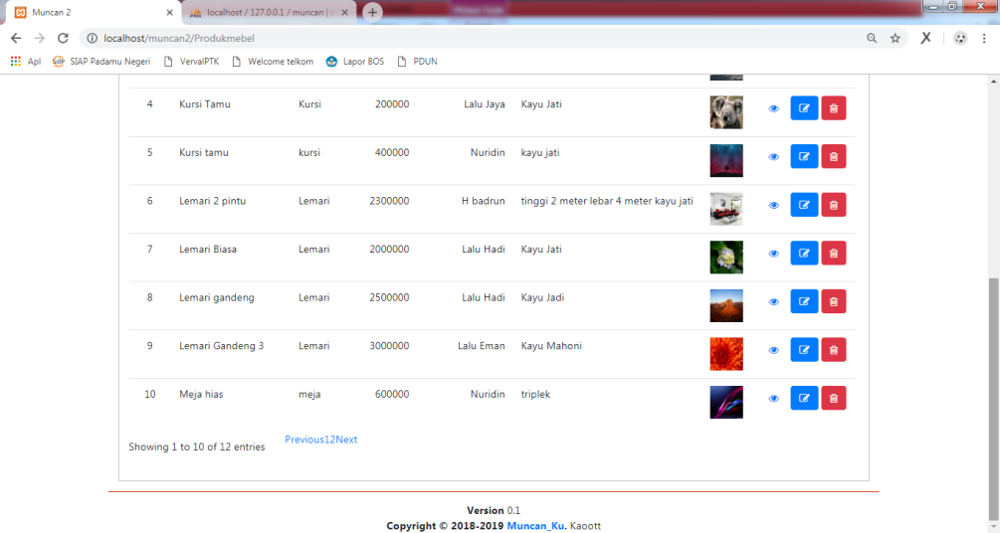 Muncan 2
localhost / 127.0.0.1 / muncan | p
localhost/muncan2/Produkmebel
Apl SIAP Padamu Negeri VervalPTK Welcome telkom Lapor BOS PDUN
4 Kursi Tamu Kursi 200000 Lalu Jaya Kayu Jati
5 Kursi tamu kursi 400000 Nuridin kayu jati
6 Lemari 2 pintu Lemari 2300000 H badrun tinggi 2 meter lebar 4 meter kayu jati
7 Lemari Biasa Lemari 2000000 Lalu Hadi Kayu Jati
8 Lemari gandeng Lemari 2500000 Lalu Hadi Kayu Jadi
9 Lemari Gandeng 3 Lemari 3000000 Lalu Eman Kayu Mahoni
10 Meja hias meja 600000 Nuridin triplek
Showing 1 to 10 of 12 entries Previous12Next
Version 0.1
Copyright © 2018-2019 Muncan_Ku. Kaoott